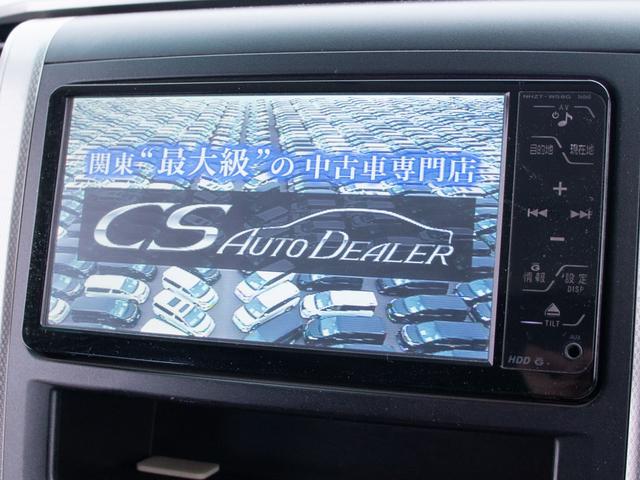 NHZT-W58G
関東“最大級”の 中古車専門店
CS AUTO DEALER
AV
目的地 現在地
+
−
G
情報 設定
DISP
TILT
AUX
HDD G